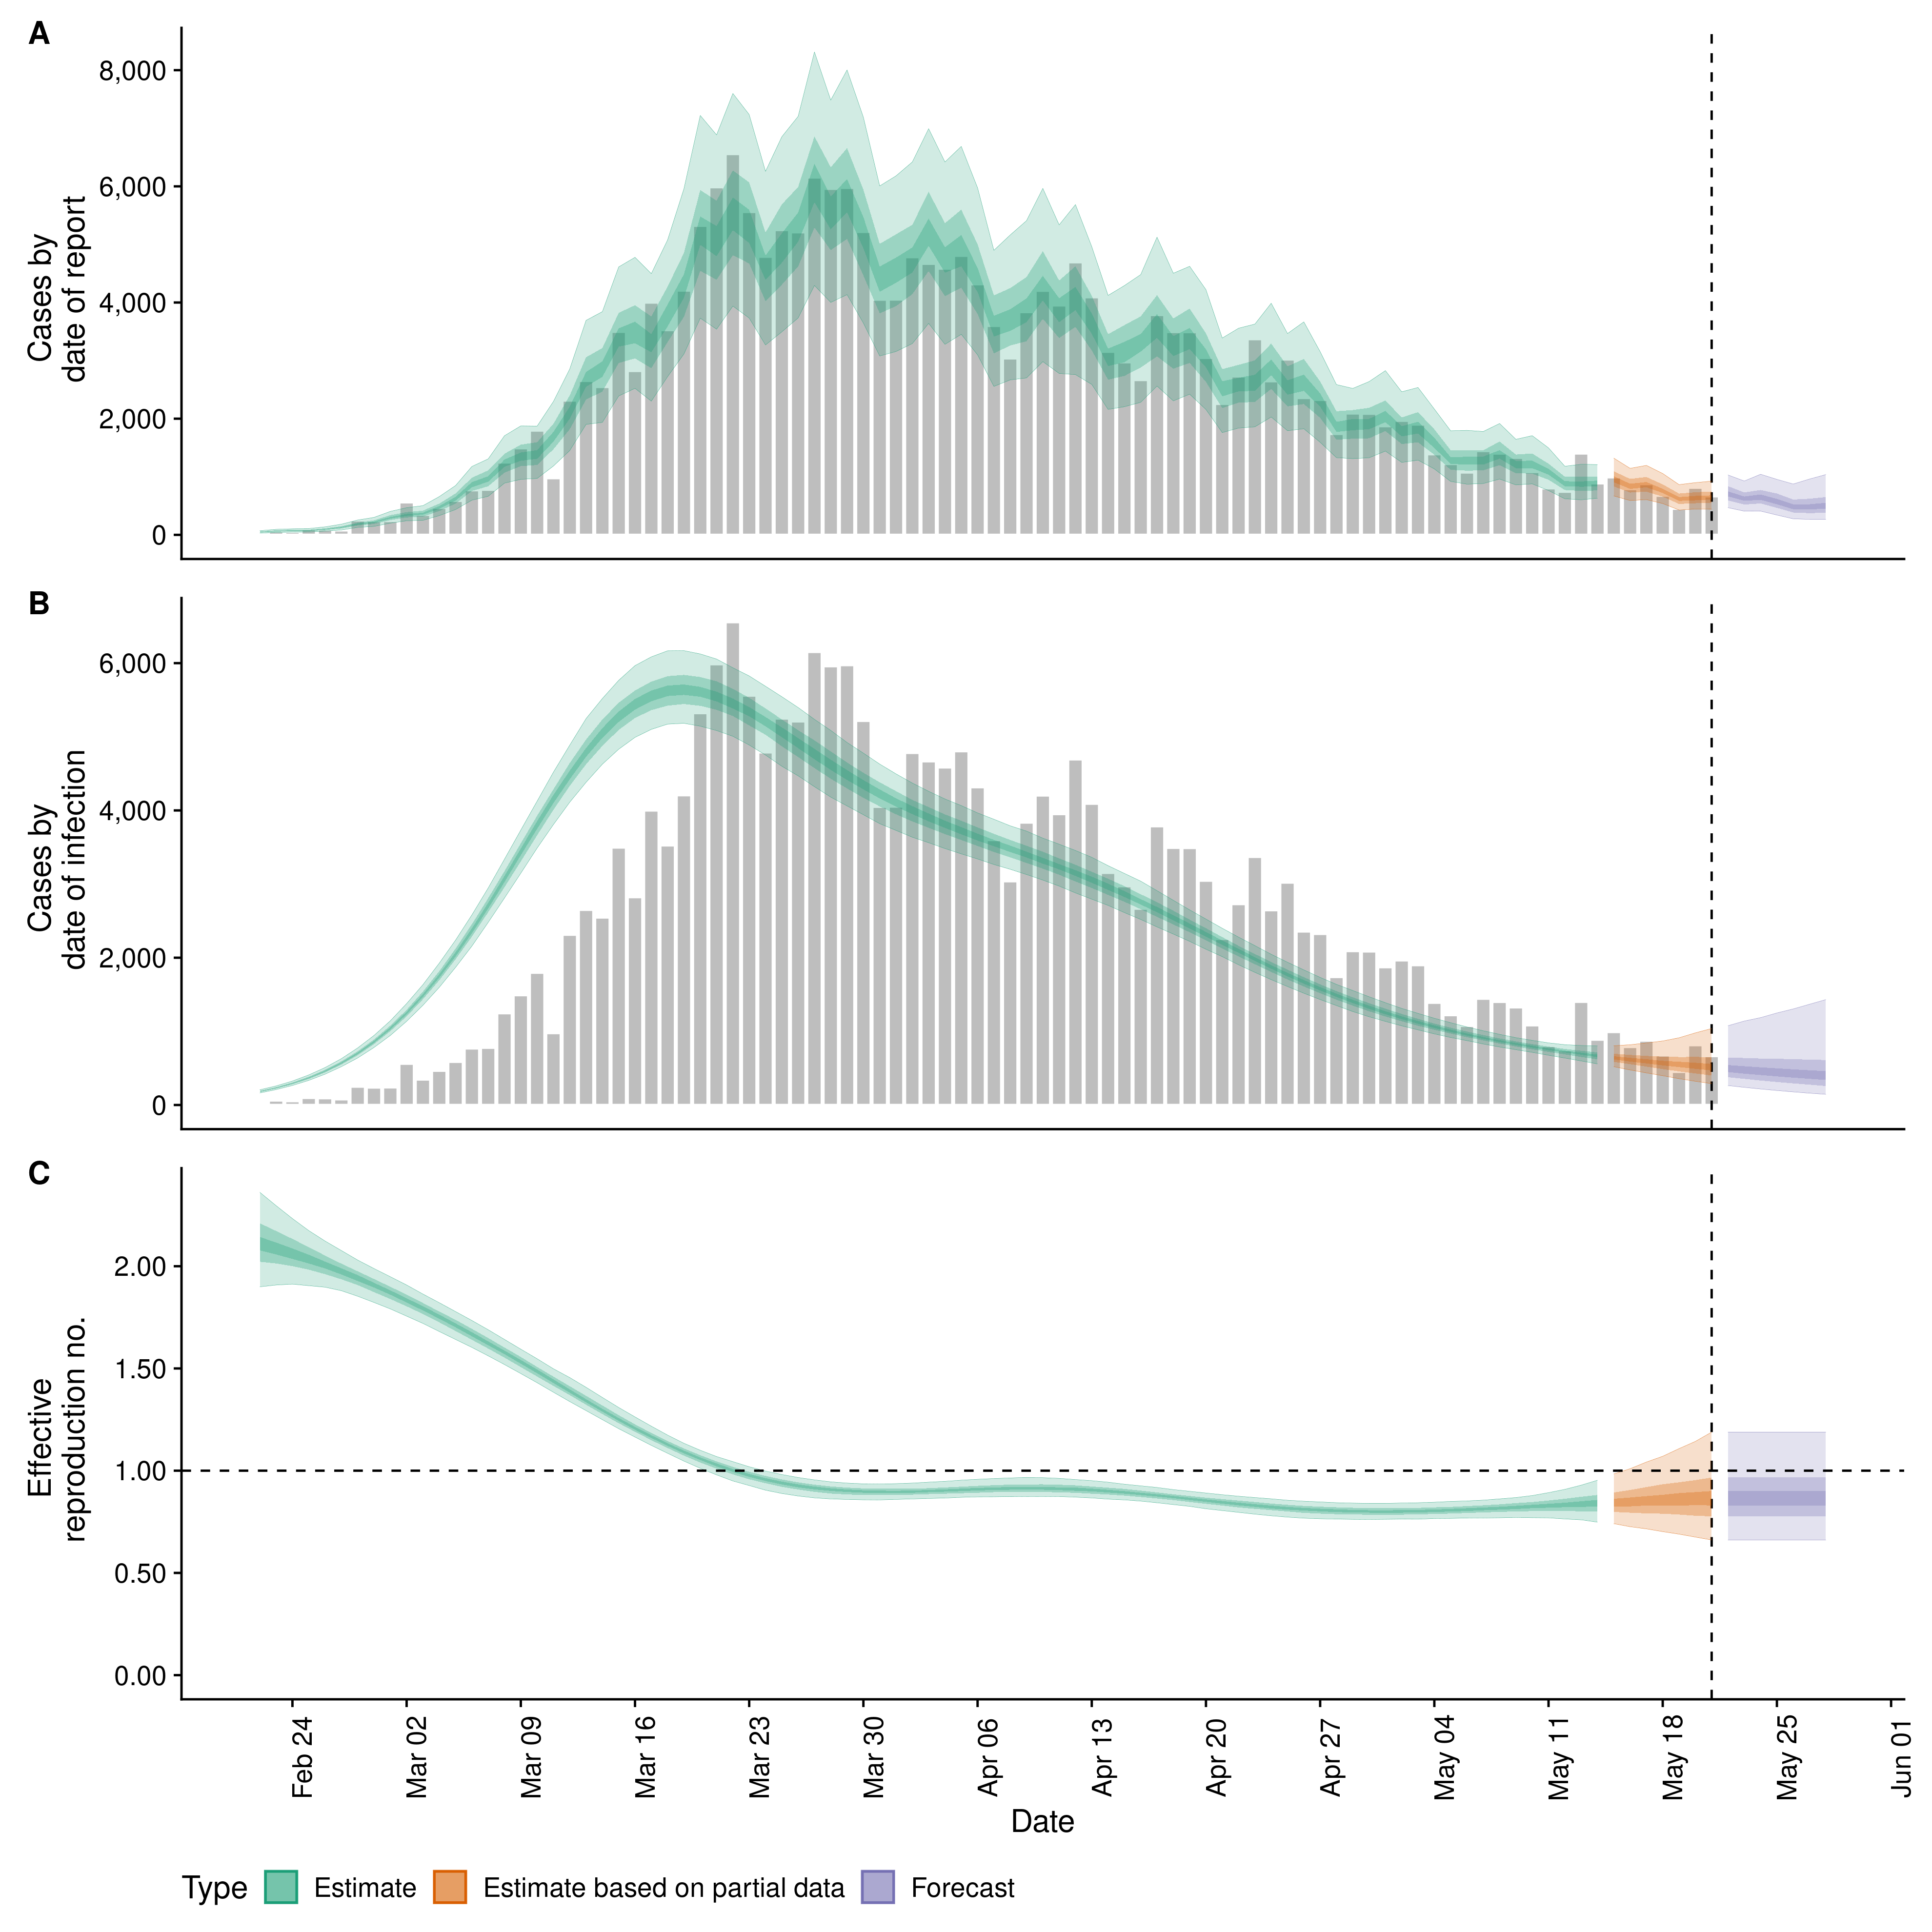 A
8,000
6,000
4,000
2,000
0
Cases by
date of report
B
6,000
4,000
2,000
0
Cases by
date of infection
C
2.00
1.50
1.00
0.50
0.00
Effective
reproduction no.
Feb 24
Mar 02
Mar 09
Mar 16
Mar 23
Mar 30
Apr 06
Apr 13
Apr 20
Apr 27
May 04
May 11
May 18
May 25
Jun 01
Date
Type Estimate Estimate based on partial data Forecast